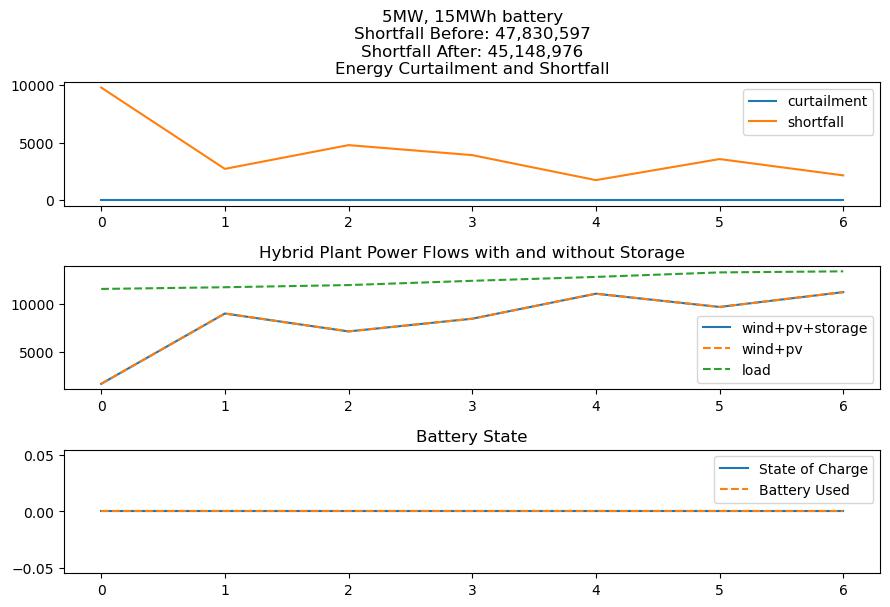 5MW, 15MWh battery
Shortfall Before: 47,830,597
Shortfall After: 45,148,976
Energy Curtailment and Shortfall
10000
5000
0
curtailment
shortfall
0 1 2 3 4 5 6
Hybrid Plant Power Flows with and without Storage
10000
5000
wind+pv+storage
wind+pv
load
0 1 2 3 4 5 6
Battery State
0.05
0.00
−0.05
State of Charge
Battery Used
0 1 2 3 4 5 6